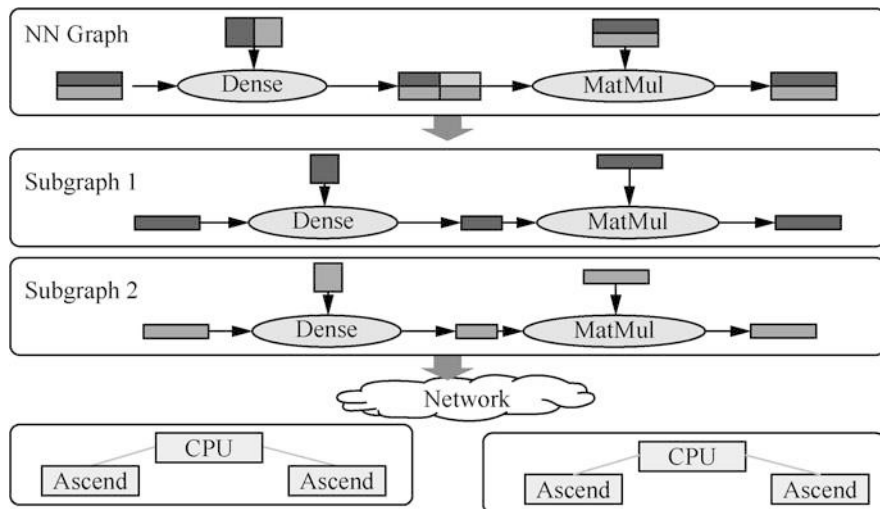 NN Graph
Dense
MatMul
Subgraph 1
Dense
MatMul
Subgraph 2
Dense
MatMul
Network
CPU
Ascend
Ascend
CPU
Ascend
Ascend